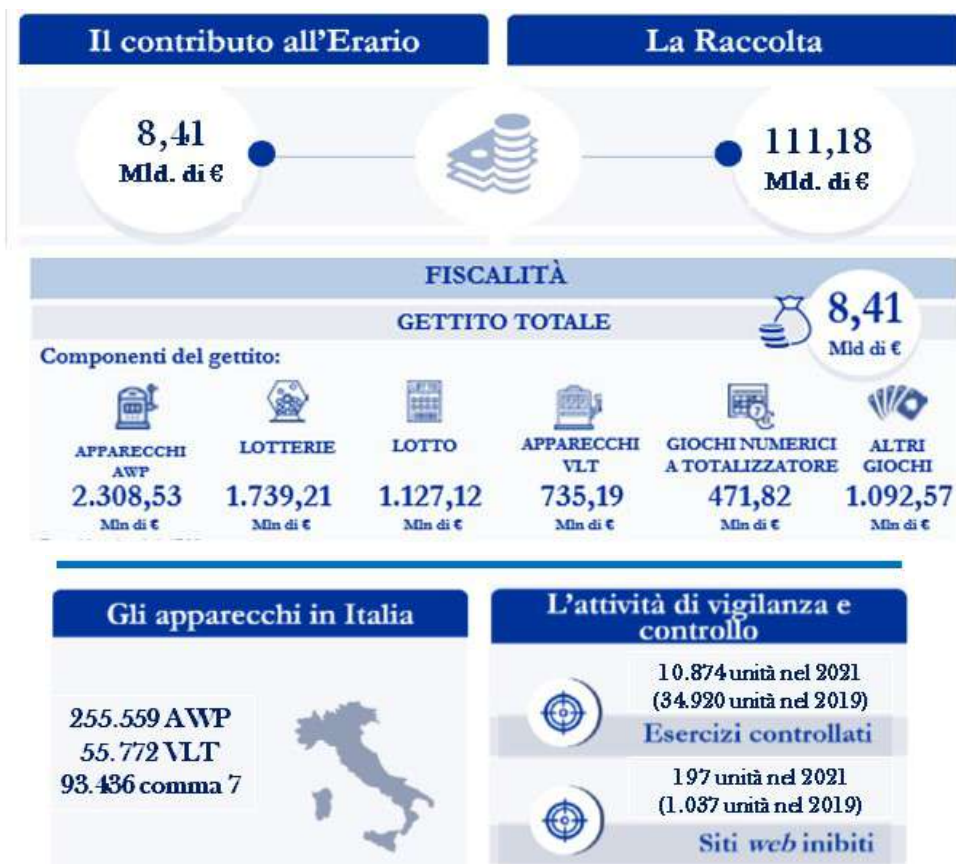 Il contributo all'Erario
La Raccolta
8,41
Mld. di €
111,18
Mld. di €
FISCALITÀ
GETTITO TOTALE
8,41
Mld di €
Componenti del gettito:
APPARECCHI
AWP
2.308,53
Mln di €
LOTTERIE
1.739,21
Mln di €
LOTTO
1.127,12
Mln di €
APPARECCHI
VLT
735,19
Mln di €
GIOCHI NUMERICI
A TOTALIZZATORE
471,82
Mln di €
ALTRI
GIOCHI
1.092,57
Mln di €
Gli apparecchi in Italia
255.559 AWP
55.772 VLT
93.436 comma 7
L'attività di vigilanza e
controllo
10.874 unità nel 2021
(34.920 unità nel 2019)
Esercizi controllati
197 unità nel 2021
(1.037 unità nel 2019)
Siti web inibiti